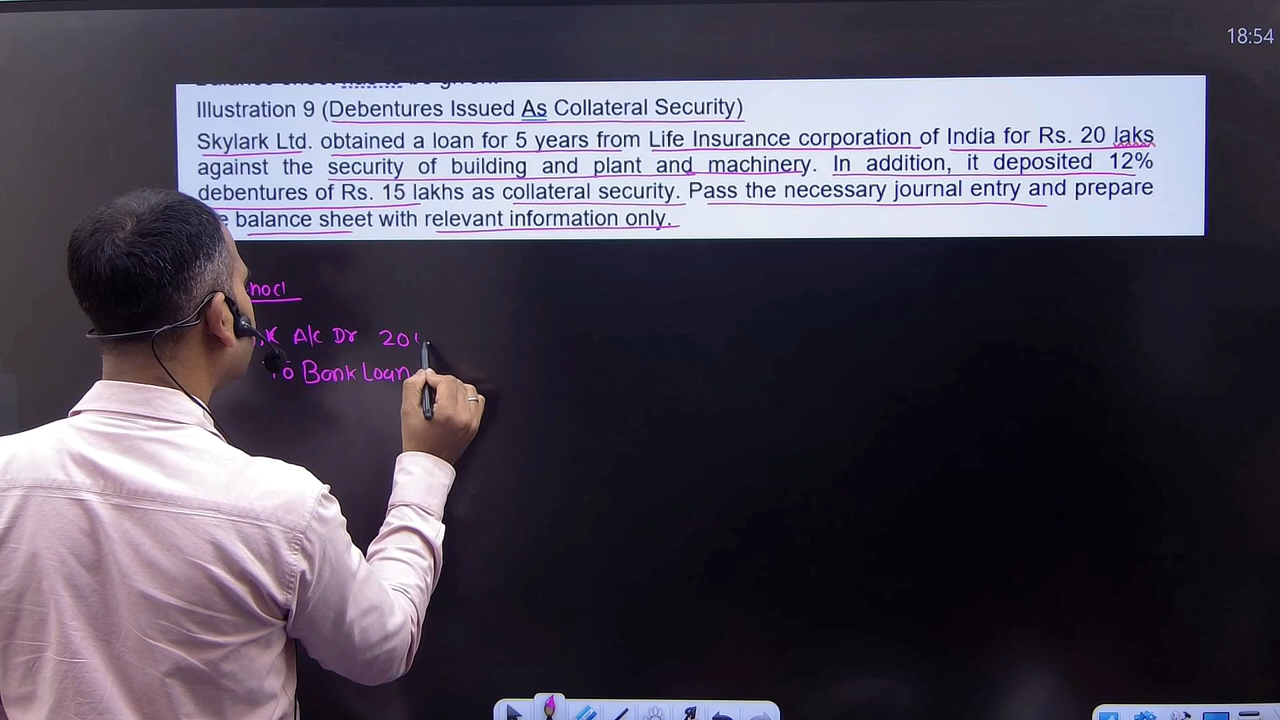 18:54
Illustration 9 (Debentures Issued As Collateral Security)
Skylark Ltd. obtained a loan for 5 years from Life Insurance corporation of India for Rs. 20 laks
against the security of building and plant and machinery. In addition, it deposited 12%
debentures of Rs. 15 lakhs as collateral security. Pass the necessary journal entry and prepare
balance sheet with relevant information only.
A/c Dr 20
To Bank Loan